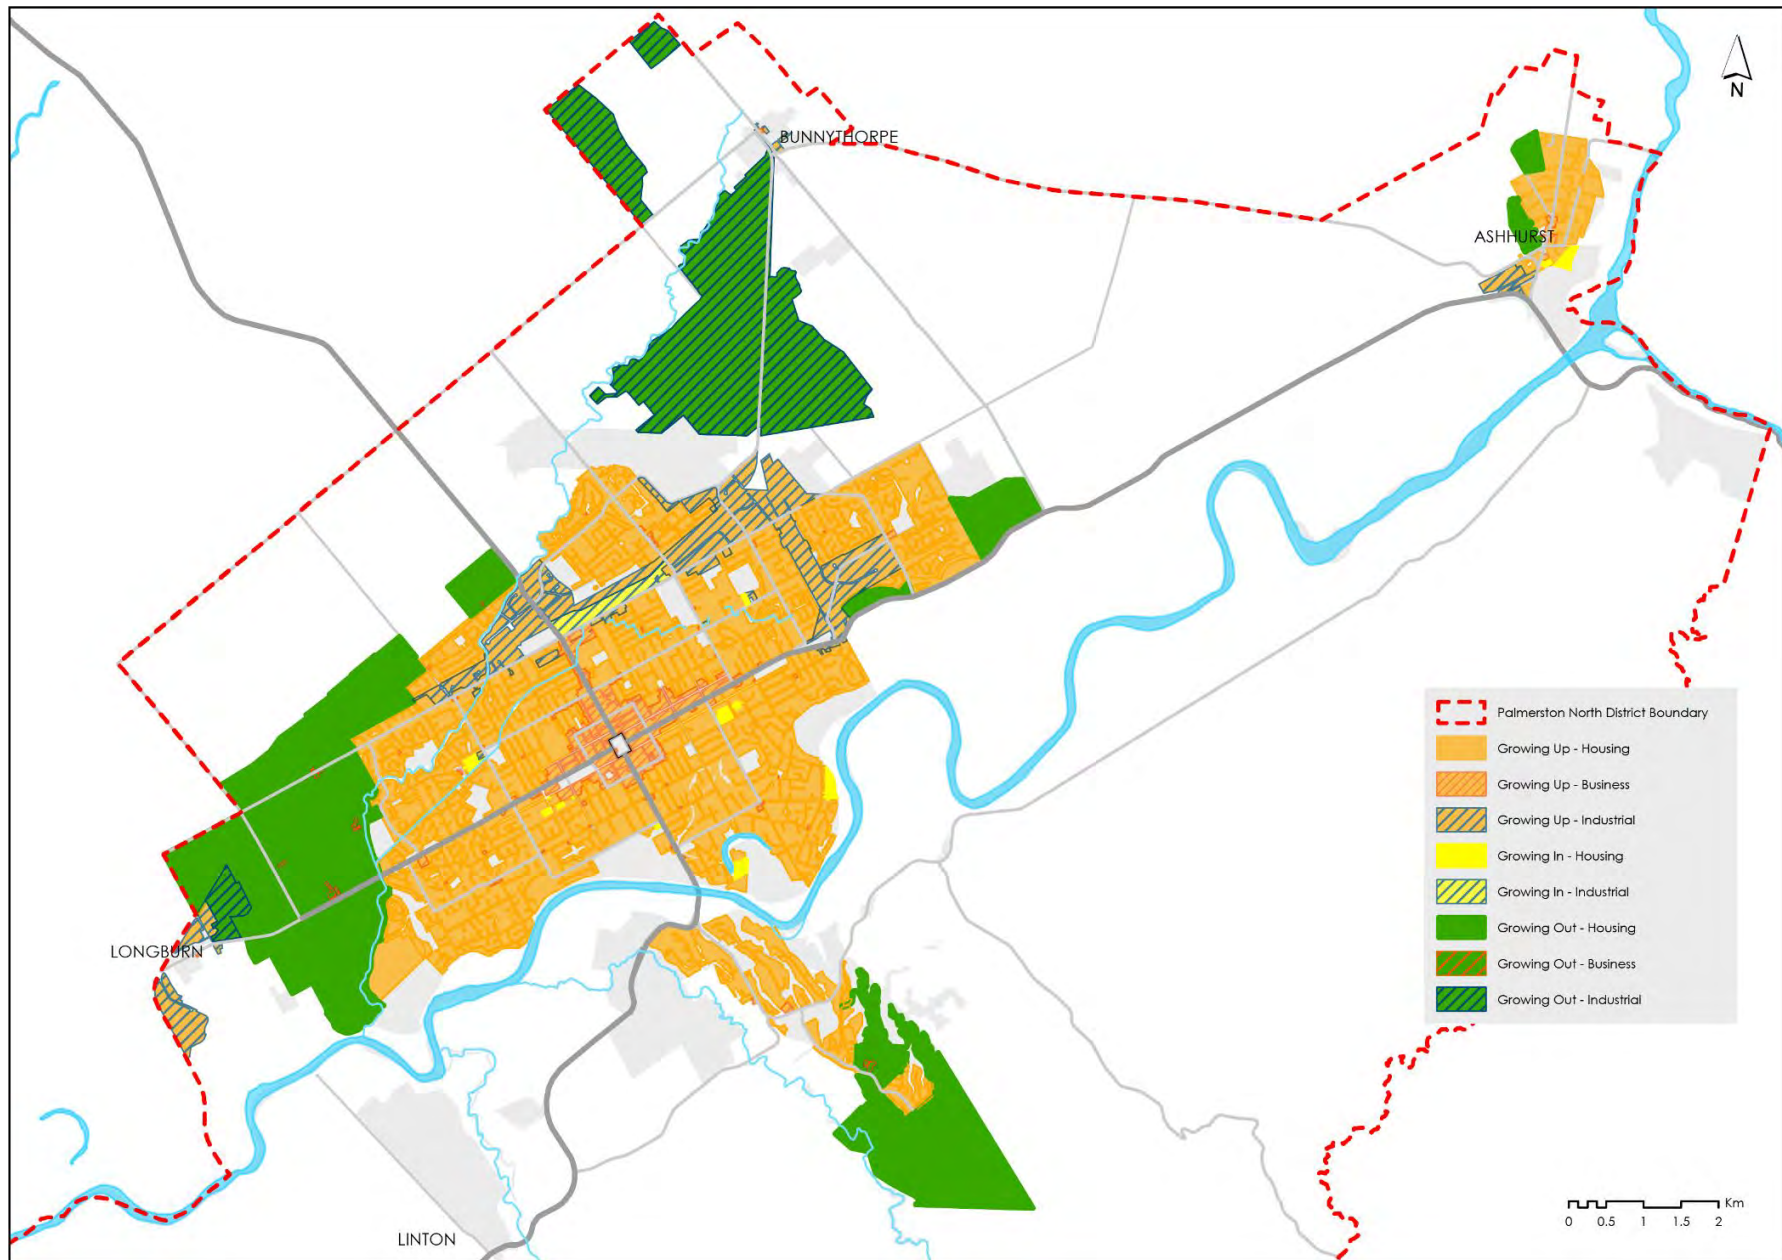 N
BUNNYTHORPE
ASHHURST
Palmerston North District Boundary
Growing Up - Housing
Growing Up - Business
Growing Up - Industrial
Growing In - Housing
Growing In - Industrial
Growing Out - Housing
Growing Out - Business
Growing Out - Industrial
LONGBURN
LINTON
Km
0 0.5 1 1.5 2